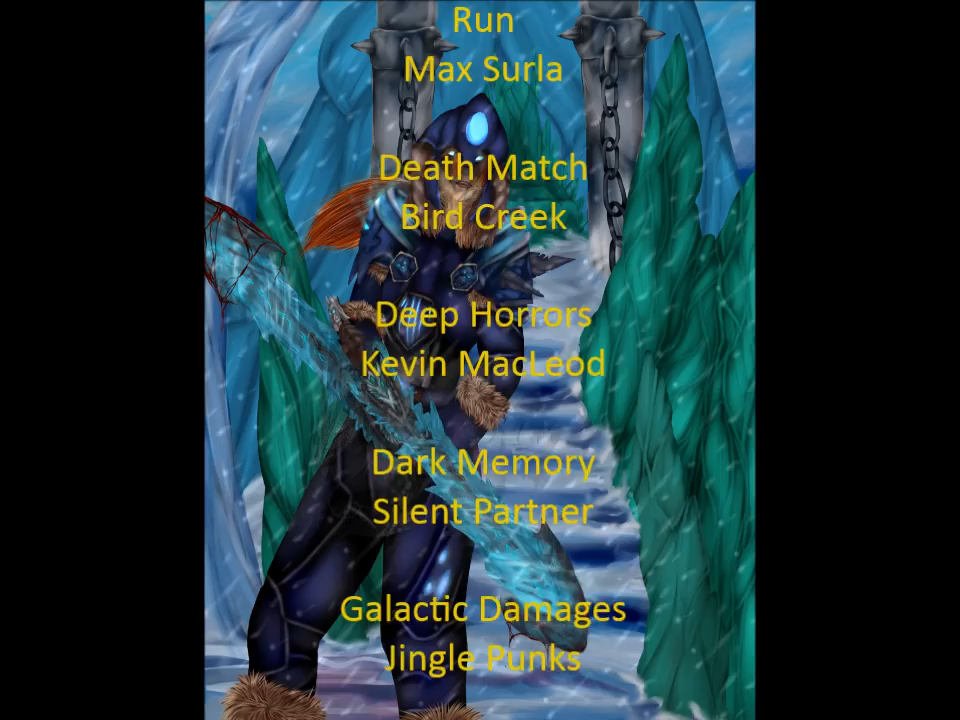 Run
Max Surla
Death Match
Bird Creek
Deep Horrors
Kevin MacLeod
Dark Memory
Silent Partner
Galactic Damages
Jingle Punks